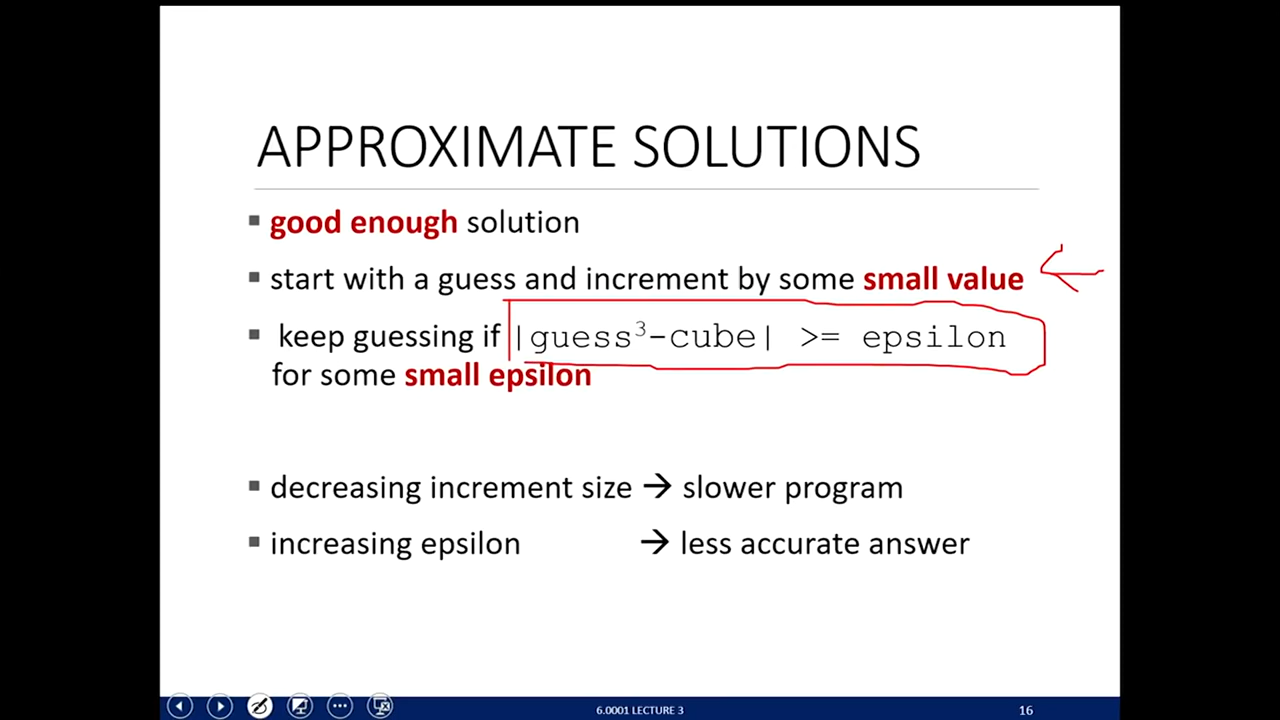 APPROXIMATE SOLUTIONS
▪ good enough solution
▪ start with a guess and increment by some small value
▪ keep guessing if |guess³-cube| >= epsilon
for some small epsilon
▪ decreasing increment size → slower program
▪ increasing epsilon → less accurate answer
6.0001 LECTURE 3
16